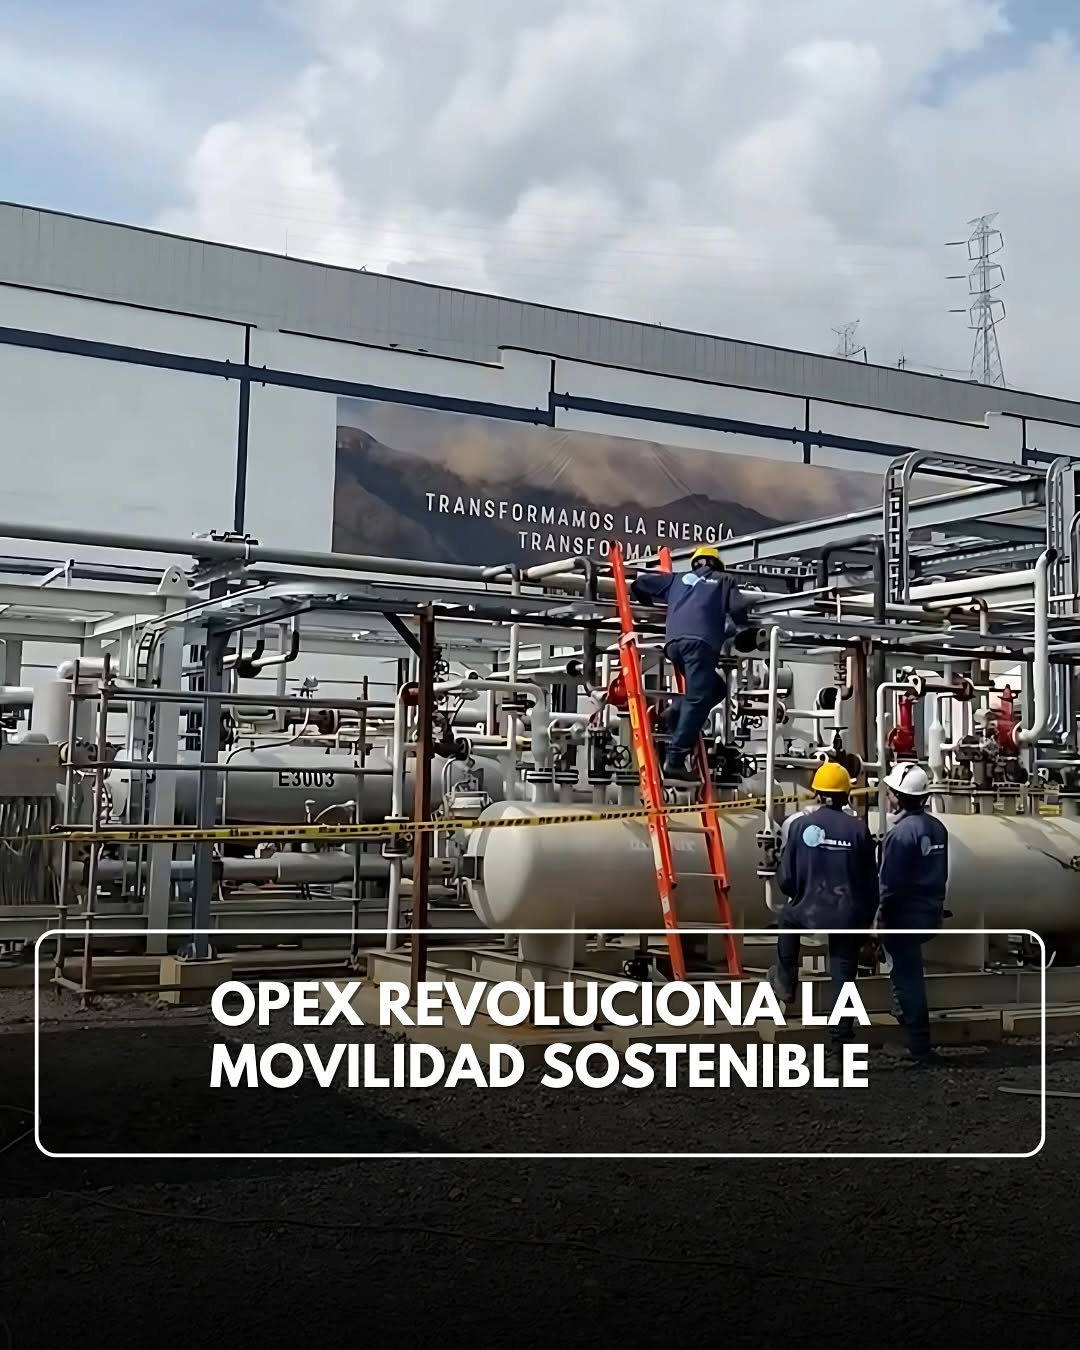 TRANSFORMAMOS LA ENERGÍA
E3003
OPEX REVOLUCIONA LA
MOVILIDAD SOSTENIBLE